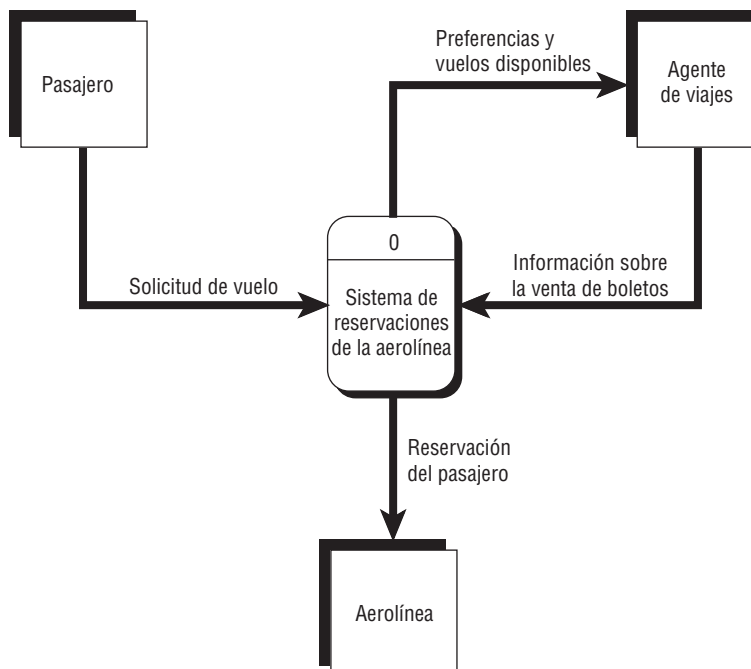 Pasajero
Preferencias y
vuelos disponibles
Agente
de viajes
0
Sistema de
reservaciones
de la aerolínea
Solicitud de vuelo
Información sobre
la venta de boletos
Reservación
del pasajero
Aerolínea